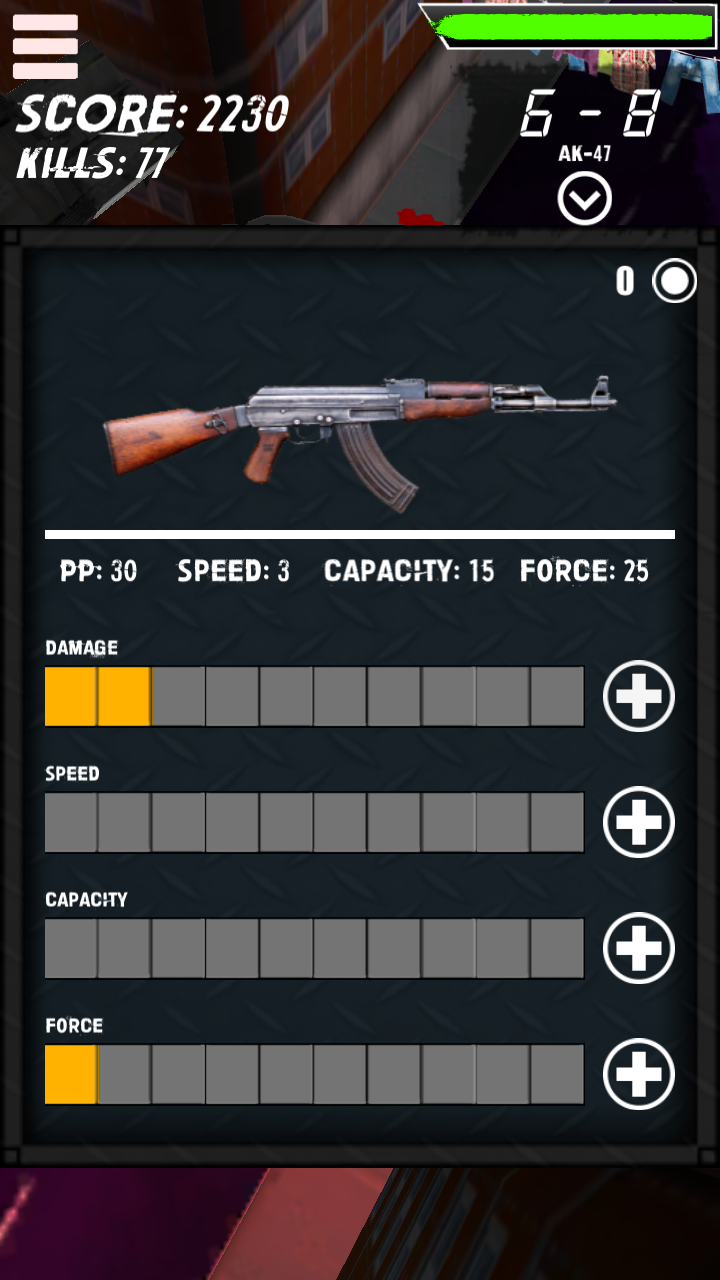 SCORE: 2230
KILLS: 77
6 - 8
AK-47
0
PP: 30 SPEED: 3 CAPACITY: 15 FORCE: 25
DAMAGE
SPEED
CAPACITY
FORCE